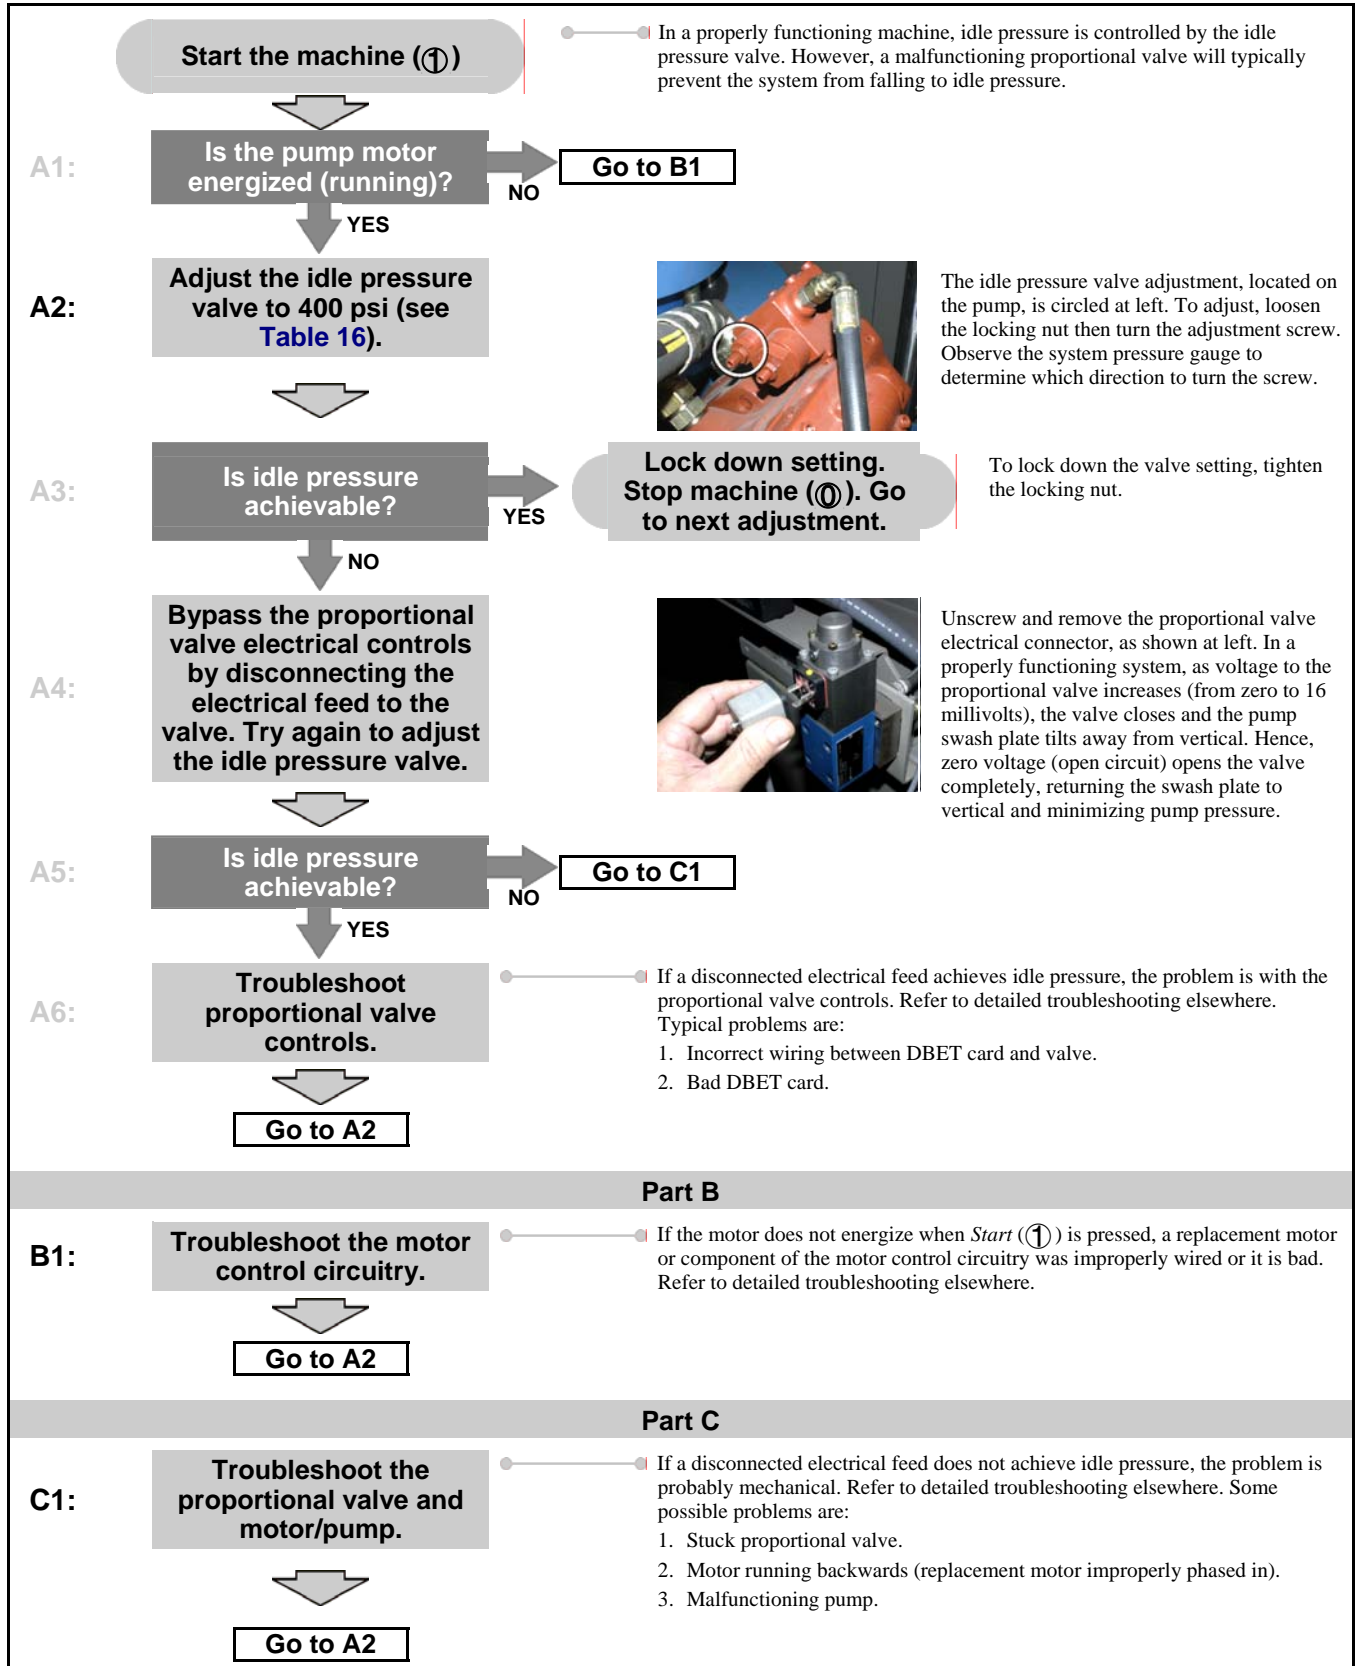 Start the machine (①)
In a properly functioning machine, idle pressure is controlled by the idle
pressure valve. However, a malfunctioning proportional valve will typically
prevent the system from falling to idle pressure.
A1:
Is the pump motor
energized (running)?
NO
Go to B1
YES
A2:
Adjust the idle pressure
valve to 400 psi (see
Table 16).
The idle pressure valve adjustment, located on
the pump, is circled at left. To adjust, loosen
the locking nut then turn the adjustment screw.
Observe the system pressure gauge to
determine which direction to turn the screw.
A3:
Is idle pressure
achievable?
YES
Lock down setting.
Stop machine (⓪). Go
to next adjustment.
To lock down the valve setting, tighten
the locking nut.
NO
A4:
Bypass the proportional
valve electrical controls
by disconnecting the
electrical feed to the
valve. Try again to adjust
the idle pressure valve.
Unscrew and remove the proportional valve
electrical connector, as shown at left. In a
properly functioning system, as voltage to the
proportional valve increases (from zero to 16
millivolts), the valve closes and the pump
swash plate tilts away from vertical. Hence,
zero voltage (open circuit) opens the valve
completely, returning the swash plate to
vertical and minimizing pump pressure.
A5:
Is idle pressure
achievable?
NO
Go to C1
YES
A6:
Troubleshoot
proportional valve
controls.
If a disconnected electrical feed achieves idle pressure, the problem is with the
proportional valve controls. Refer to detailed troubleshooting elsewhere.
Typical problems are:
1. Incorrect wiring between DBET card and valve.
2. Bad DBET card.
Go to A2
Part B
B1:
Troubleshoot the motor
control circuitry.
If the motor does not energize when Start (①) is pressed, a replacement motor
or component of the motor control circuitry was improperly wired or it is bad.
Refer to detailed troubleshooting elsewhere.
Go to A2
Part C
C1:
Troubleshoot the
proportional valve and
motor/pump.
If a disconnected electrical feed does not achieve idle pressure, the problem is
probably mechanical. Refer to detailed troubleshooting elsewhere. Some
possible problems are:
1. Stuck proportional valve.
2. Motor running backwards (replacement motor improperly phased in).
3. Malfunctioning pump.
Go to A2